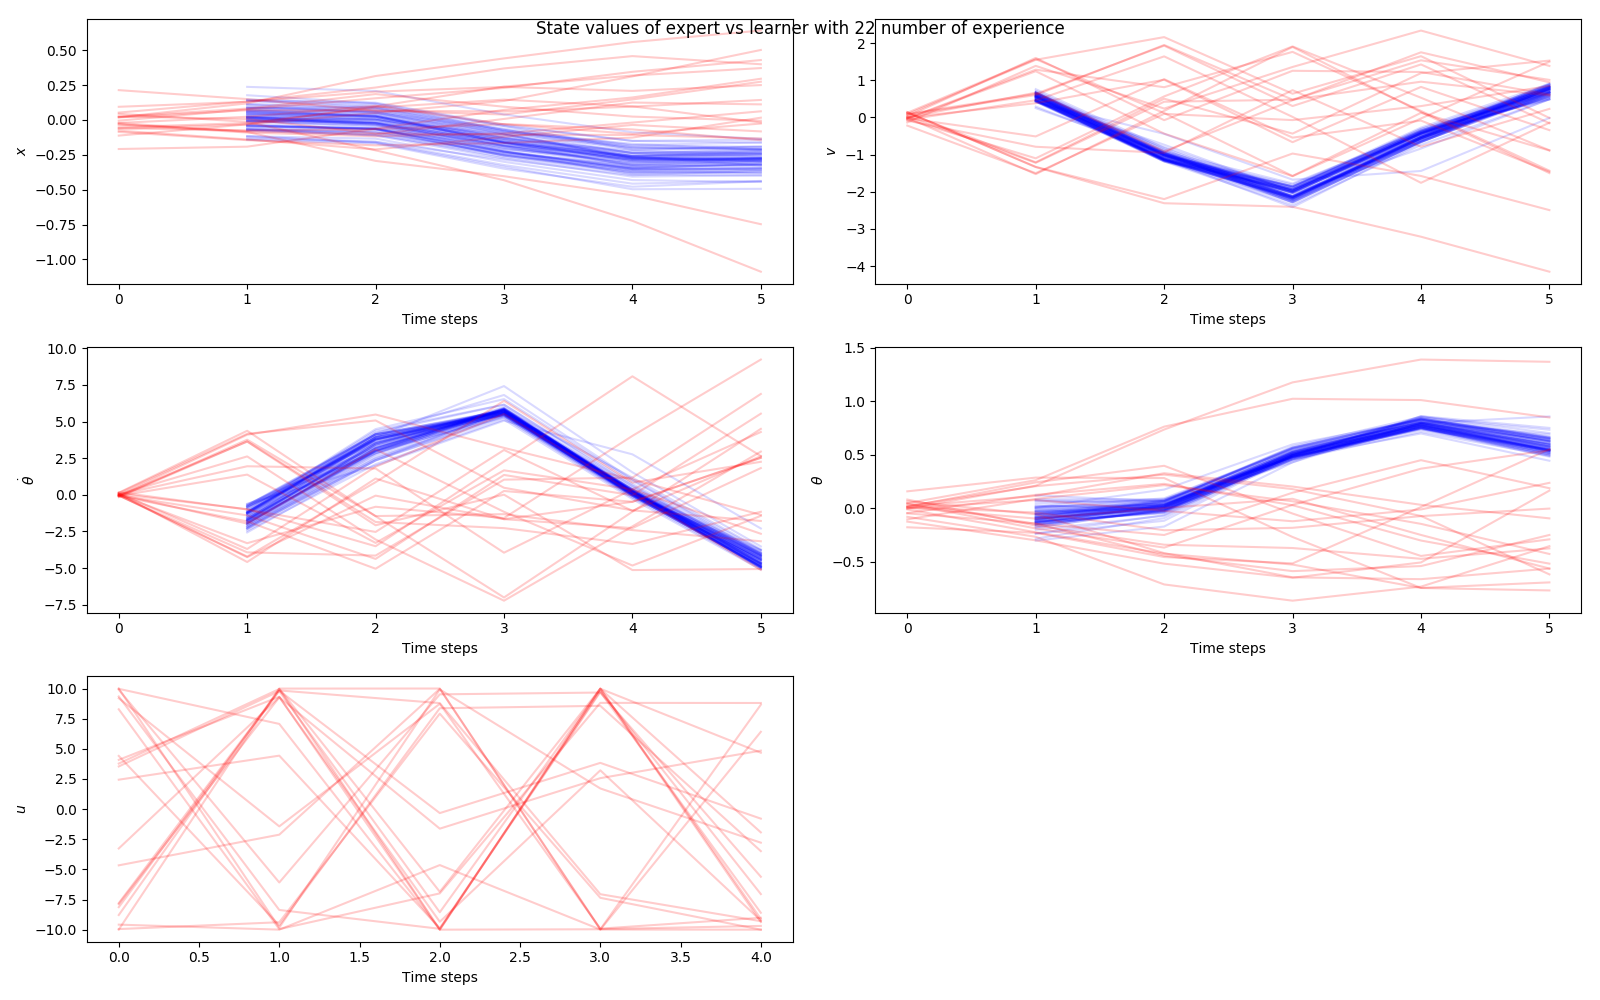 State values of expert vs learner with 22 number of experience
0.50
0.25
0.00
−0.25
−0.50
−0.75
−1.00
x
0 1 2 3 4 5
Time steps
2
1
0
−1
−2
−3
−4
v
0 1 2 3 4 5
Time steps
10.0
7.5
5.0
2.5
0.0
−2.5
−5.0
−7.5
θ̇
0 1 2 3 4 5
Time steps
1.5
1.0
0.5
0.0
−0.5
θ
0 1 2 3 4 5
Time steps
10.0
7.5
5.0
2.5
0.0
−2.5
−5.0
−7.5
−10.0
u
0.0 0.5 1.0 1.5 2.0 2.5 3.0 3.5 4.0
Time steps